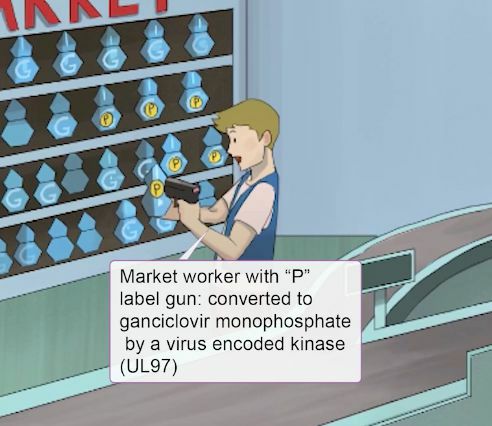 ARKET
G G G G
G P P P
G G G G P P
P
G G G
Market worker with “P”
label gun: converted to
ganciclovir monophosphate
by a virus encoded kinase
(UL97)